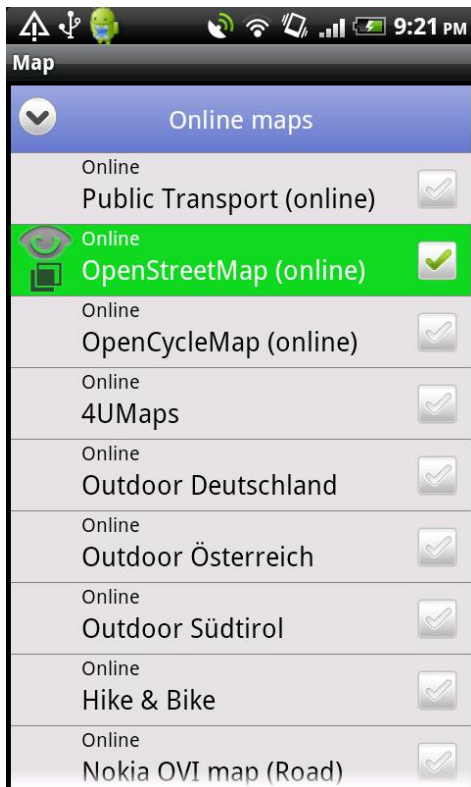 9:21 PM
Map
Online maps
Online
Public Transport (online)
Online
OpenStreetMap (online)
Online
OpenCycleMap (online)
Online
4UMaps
Online
Outdoor Deutschland
Online
Outdoor Österreich
Online
Outdoor Südtirol
Online
Hike & Bike
Online
Nokia OVI map (Road)